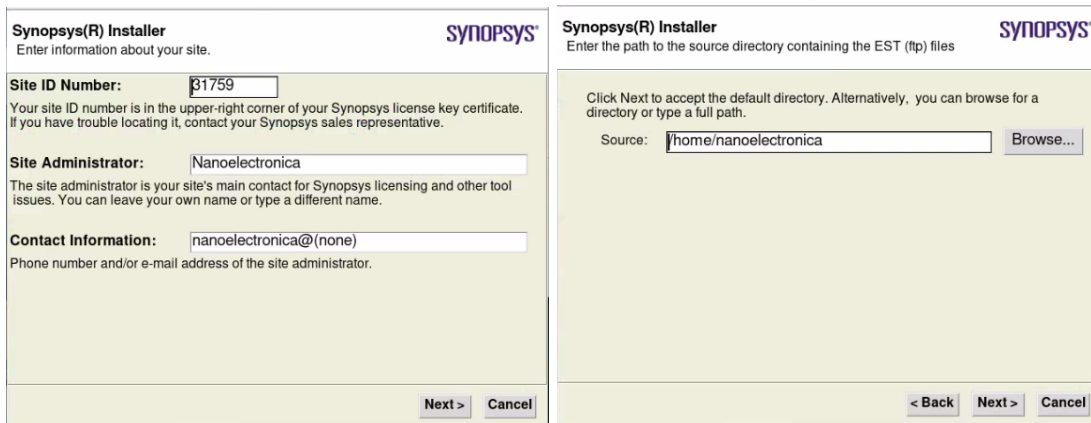 Synopsys(R) Installer
Enter information about your site.
SYNOPSYS®
Site ID Number: 31759
Your site ID number is in the upper-right corner of your Synopsys license key certificate.
If you have trouble locating it, contact your Synopsys sales representative.
Site Administrator: Nanoelectronica
The site administrator is your site's main contact for Synopsys licensing and other tool
issues. You can leave your own name or type a different name.
Contact Information: nanoelectronica@(none)
Phone number and/or e-mail address of the site administrator.
Next > Cancel
Synopsys(R) Installer
Enter the path to the source directory containing the EST (ftp) files
SYNOPSYS®
Click Next to accept the default directory. Alternatively, you can browse for a
directory or type a full path.
Source: /home/nanoelectronica Browse...
< Back Next > Cancel